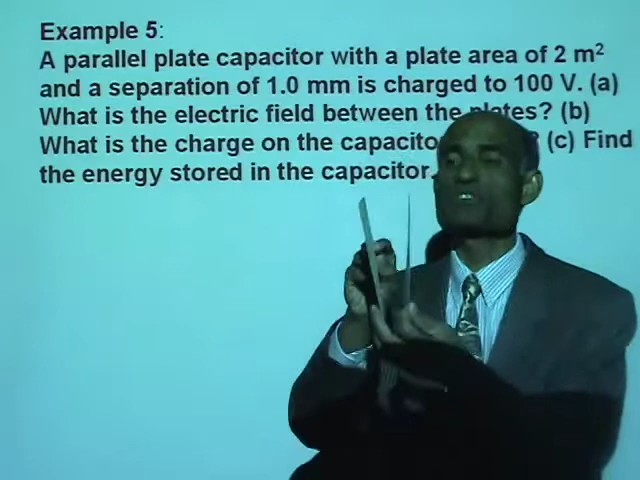 Example 5:
A parallel plate capacitor with a plate area of 2 m²
and a separation of 1.0 mm is charged to 100 V. (a)
What is the electric field between the plates? (b)
What is the charge on the capacito ? (c) Find
the energy stored in the capacitor.